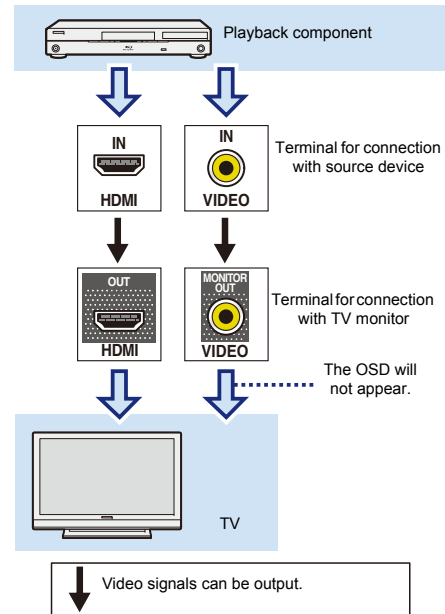 Playback component
IN
HDMI
IN
VIDEO
Terminal for connection
with source device
OUT
HDMI
MONITOR
OUT
VIDEO
Terminal for connection
with TV monitor
The OSD will
not appear.
TV
Video signals can be output.